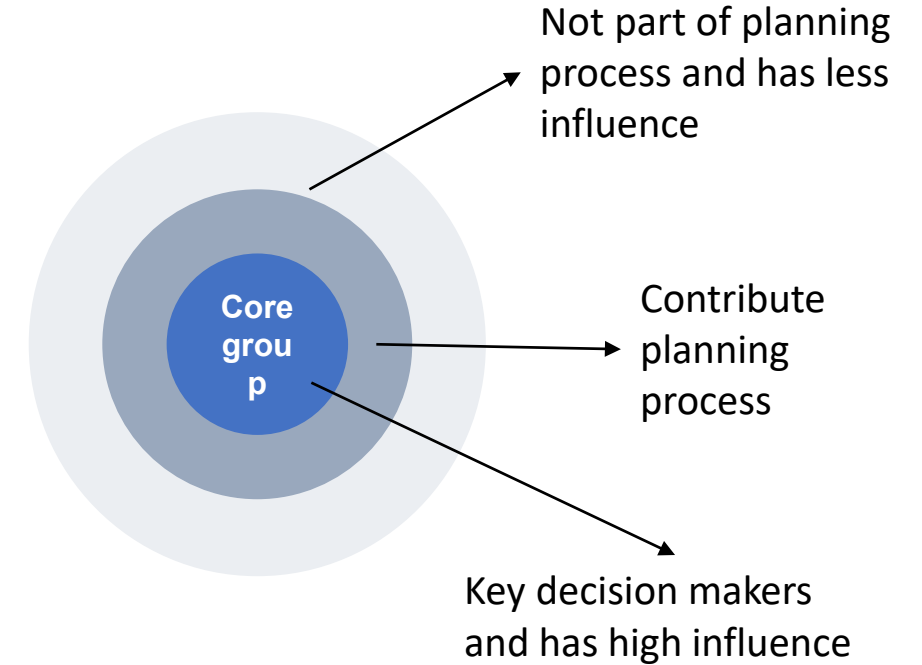 Not part of planning
process and has less
influence
Core
grou
p
Contribute
planning
process
Key decision makers
and has high influence